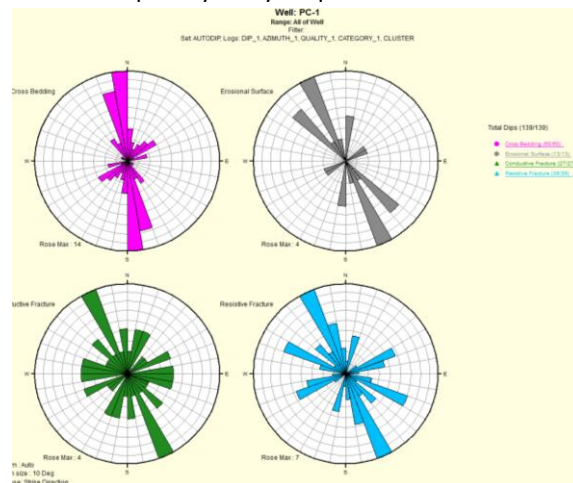 Well: PC-1
Range: All of Well
Filter:
Set AUTODIP, Logs: DIP_1, AZIMUTH_1, QUALITY_1, CATEGORY_1, CLUSTER
Cross Bedding
N
W
E
S
Rose Max : 14
Erosional Surface
N
W
E
S
Rose Max : 4
Total Dips (139/139)
Cross Bedding
Erosional Surface
Conductive Fracture
Resistive Fracture
uctive Fracture
N
W
E
S
Rose Max : 4
Resistive Fracture
N
W
E
S
Rose Max : 7
m : Auto
n size : 10 Deg